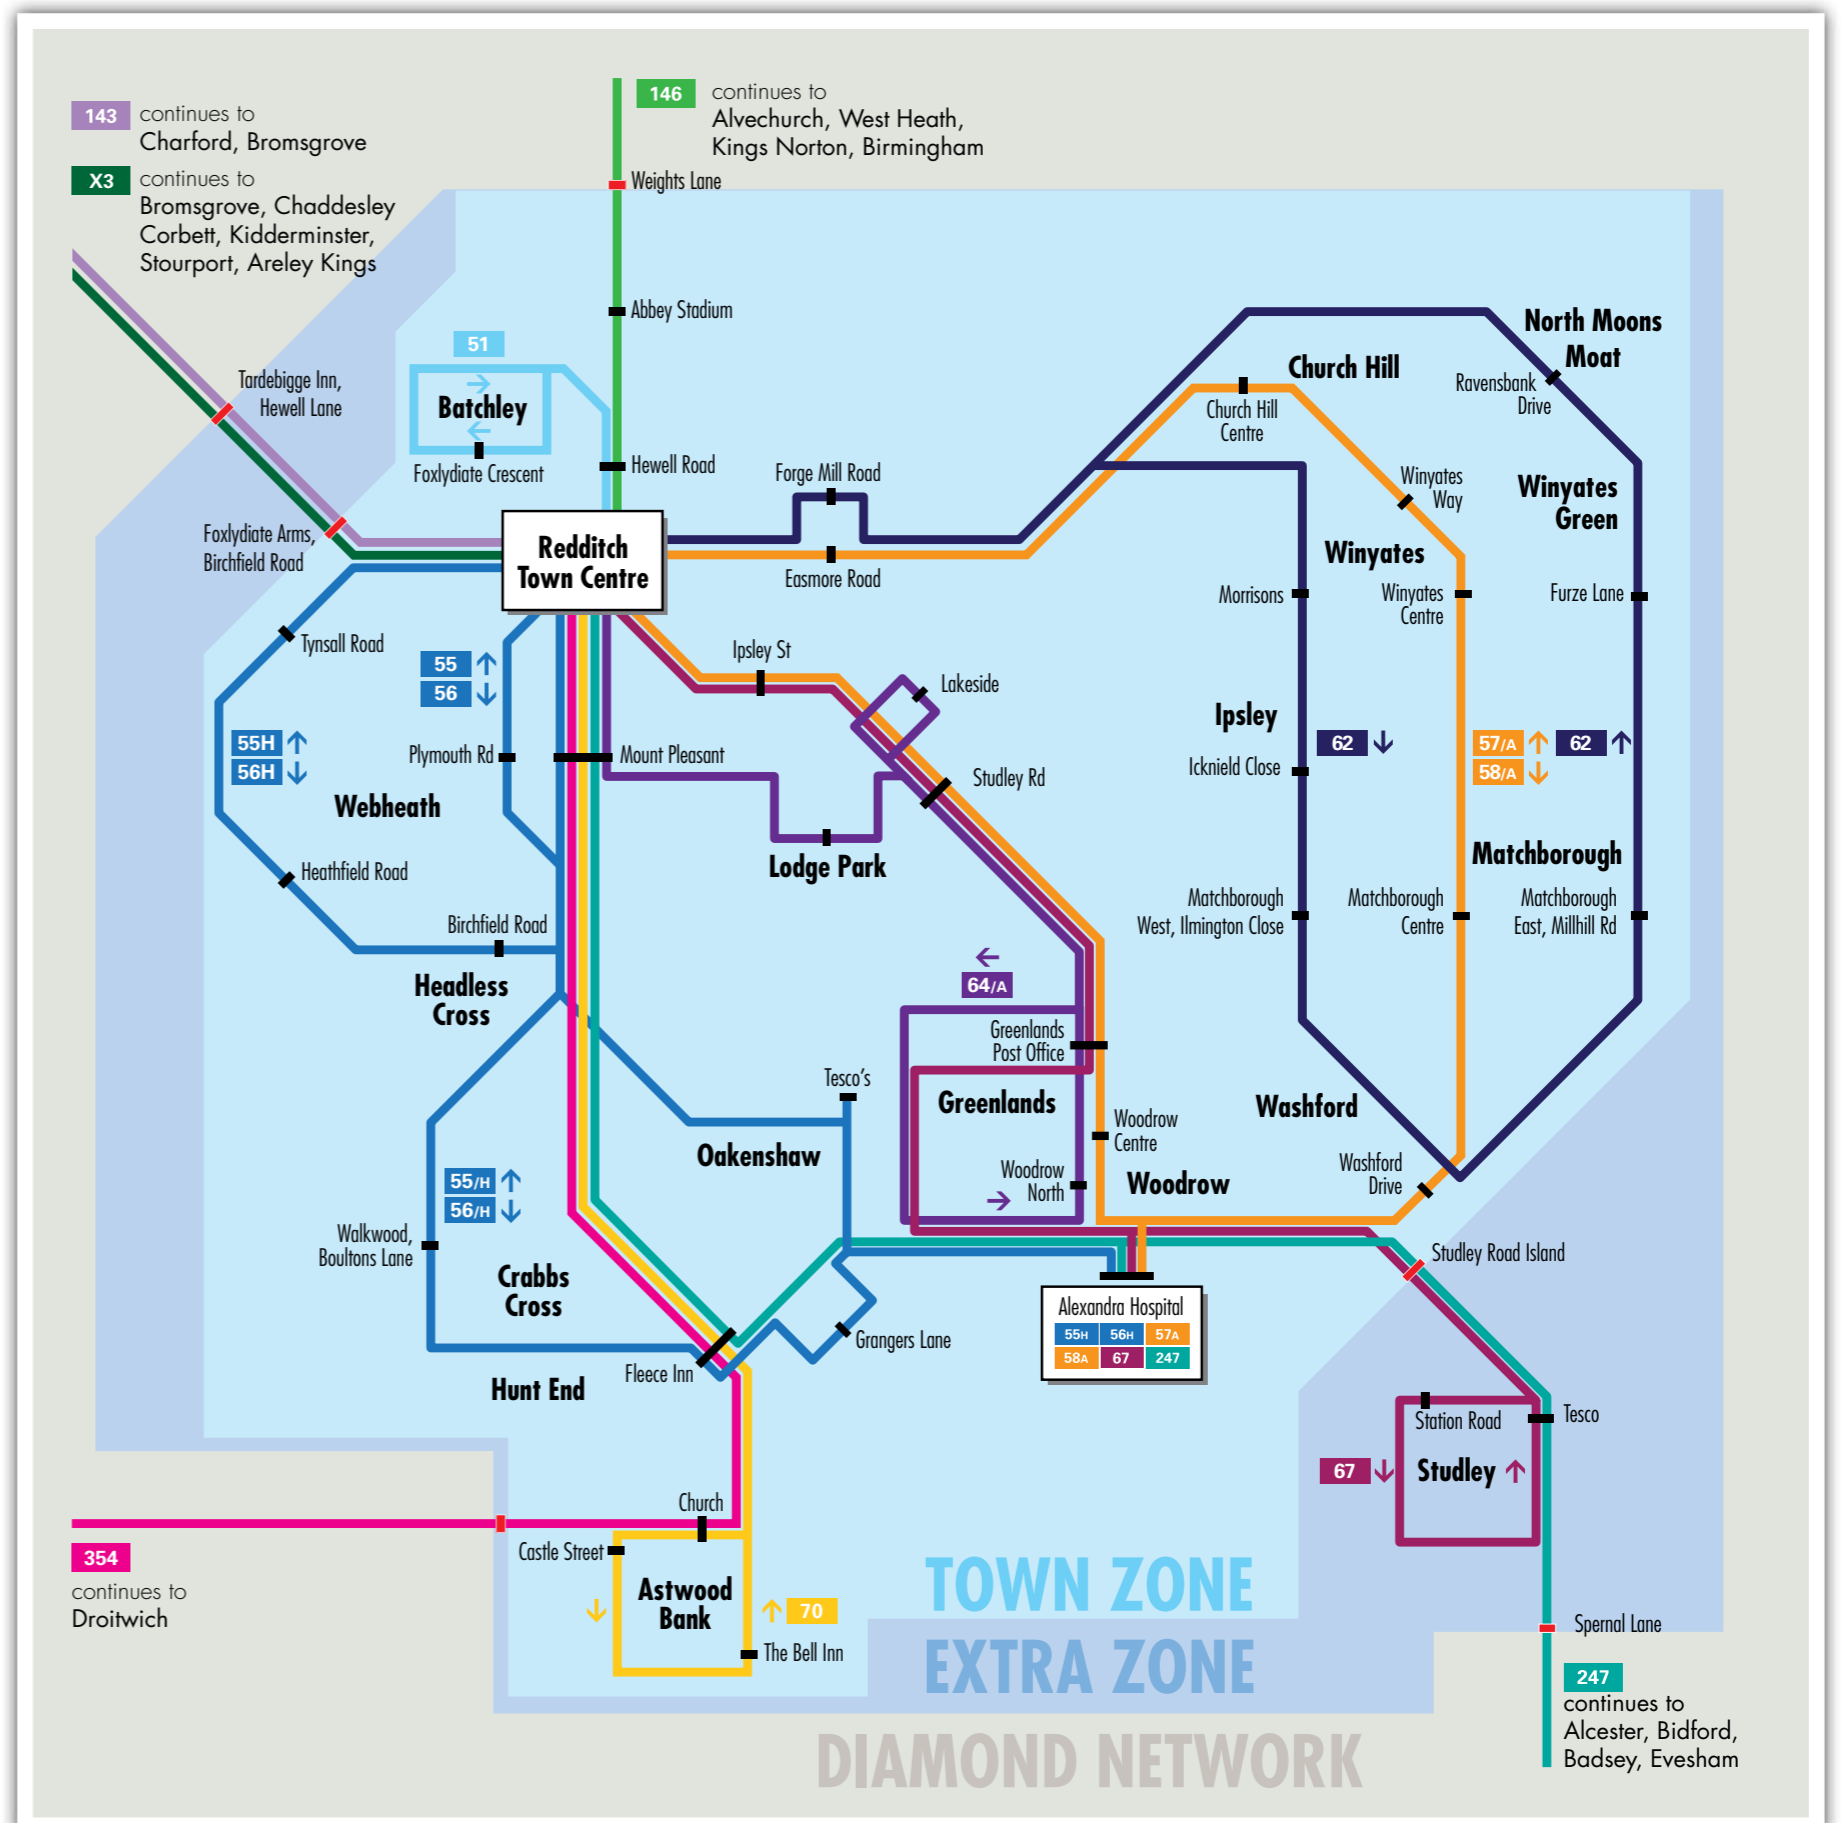 143 continues to
Charford, Bromsgrove
X3 continues to
Bromsgrove, Chaddesley
Corbett, Kidderminster,
Stourport, Areley Kings
146 continues to
Alvechurch, West Heath,
Kings Norton, Birmingham
Weights Lane
Abbey Stadium
Tardebigge Inn,
Hewell Lane
51
Batchley
Foxlydiate Crescent
Hewell Road
Foxlydiate Arms,
Birchfield Road
Redditch
Town Centre
Forge Mill Road
Easmore Road
Church Hill
Church Hill
Centre
North Moons
Moat
Ravensbank
Drive
Winyates
Way
Winyates
Green
Winyates
Morrisons
Winyates
Centre
Furze Lane
Tynsall Road
55
56
55H
56H
Plymouth Rd
Mount Pleasant
Webheath
Heathfield Road
Birchfield Road
Headless
Cross
Ipsley St
Lakeside
Studley Rd
Lodge Park
Ipsley
62
57/A
58/A
62
Icknield Close
Matchborough
Matchborough
West, Ilmington Close
Matchborough
Centre
Matchborough
East, Millhill Rd
64/A
Greenlands
Post Office
Greenlands
Woodrow
Centre
Woodrow
North
Woodrow
Washford
Washford
Drive
Tesco's
Oakenshaw
55/H
56/H
Walkwood,
Boultons Lane
Crabbs
Cross
Hunt End
Fleece Inn
Grangers Lane
Alexandra Hospital
55H 56H 57A
58A 67 247
Studley Road Island
Station Road
Tesco
67
Studley
354
continues to
Droitwich
Church
Castle Street
Astwood
Bank
70
The Bell Inn
TOWN ZONE
EXTRA ZONE
DIAMOND NETWORK
Spernal Lane
247
continues to
Alcester, Bidford,
Badsey, Evesham